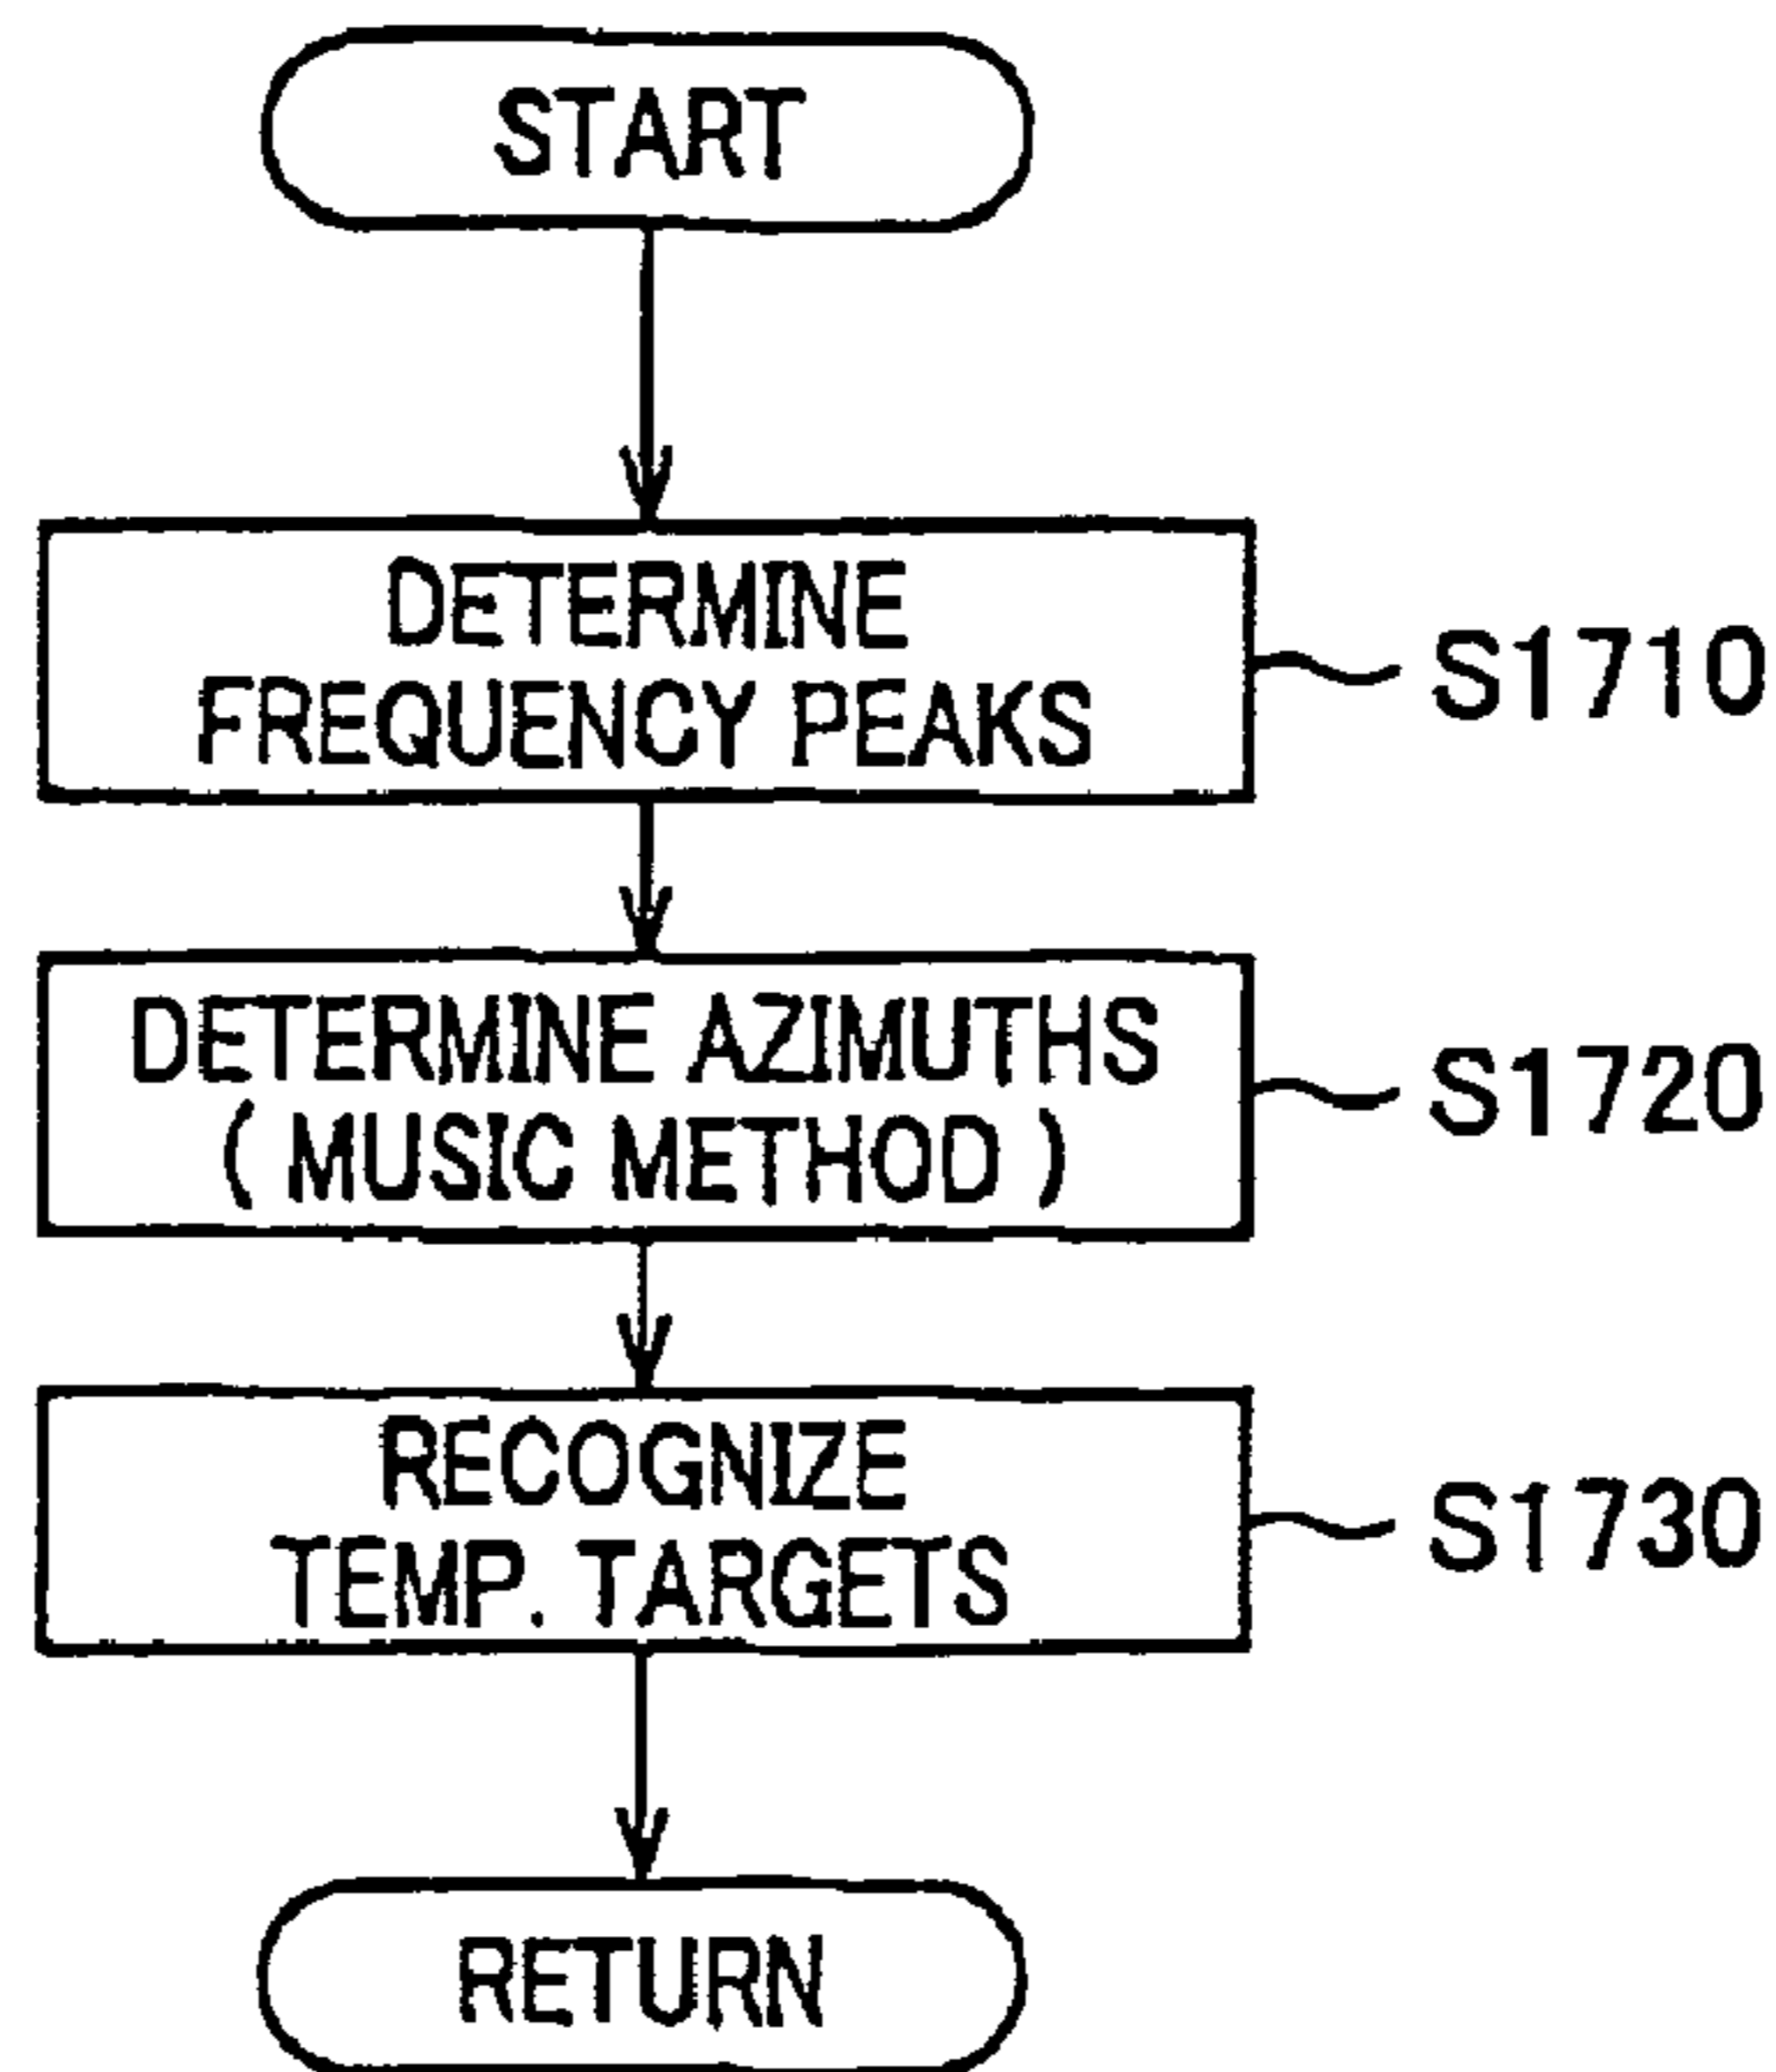 START
DETERMINE
FREQUENCY PEAKS
S1710
DETERMINE AZIMUTHS
( MUSIC METHOD )
S1720
RECOGNIZE
TEMP. TARGETS
S1730
RETURN